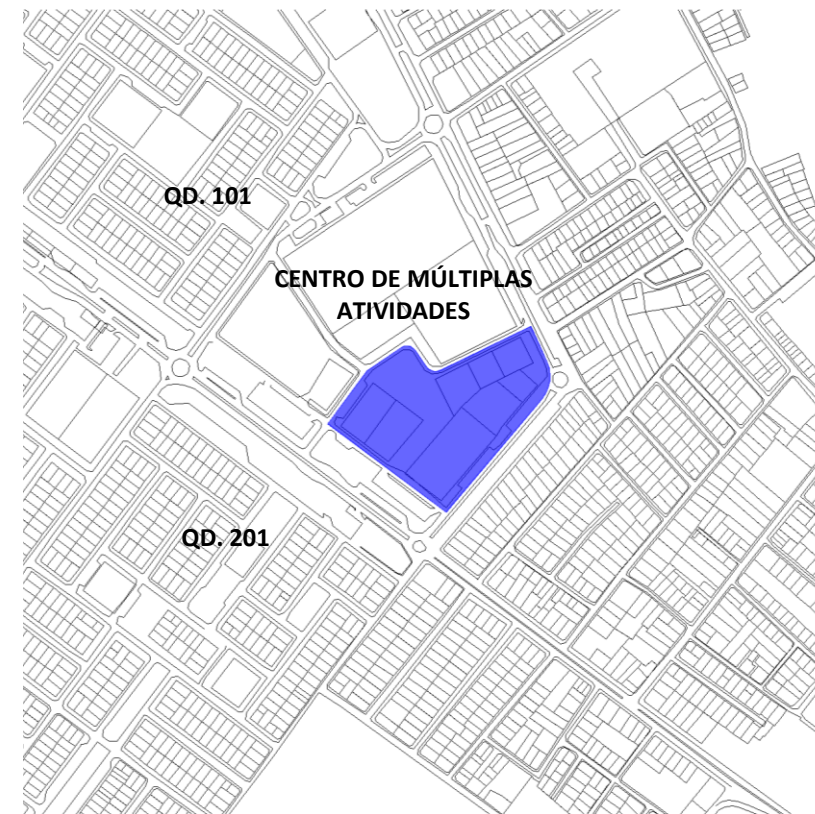 QD. 101
CENTRO DE MÚLTIPLAS
ATIVIDADES
QD. 201